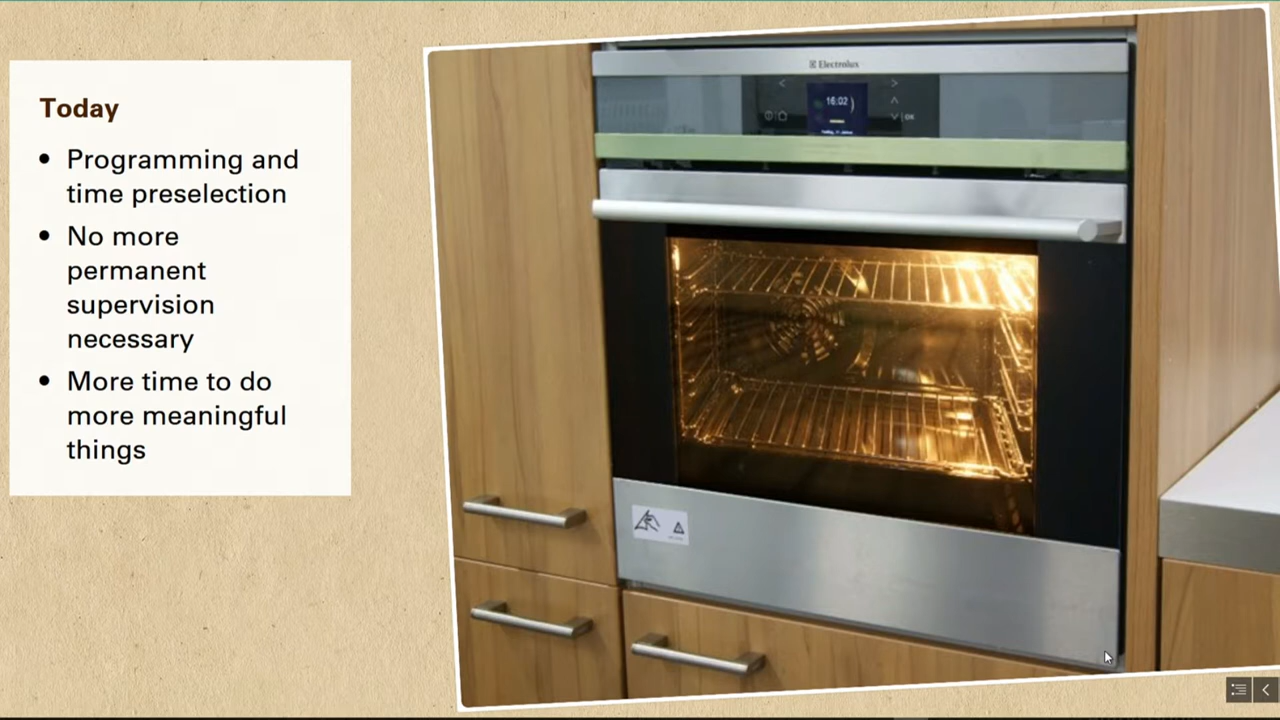 Today
• Programming and
time preselection
• No more
permanent
supervision
necessary
• More time to do
more meaningful
things
Electrolux
16:02
OK